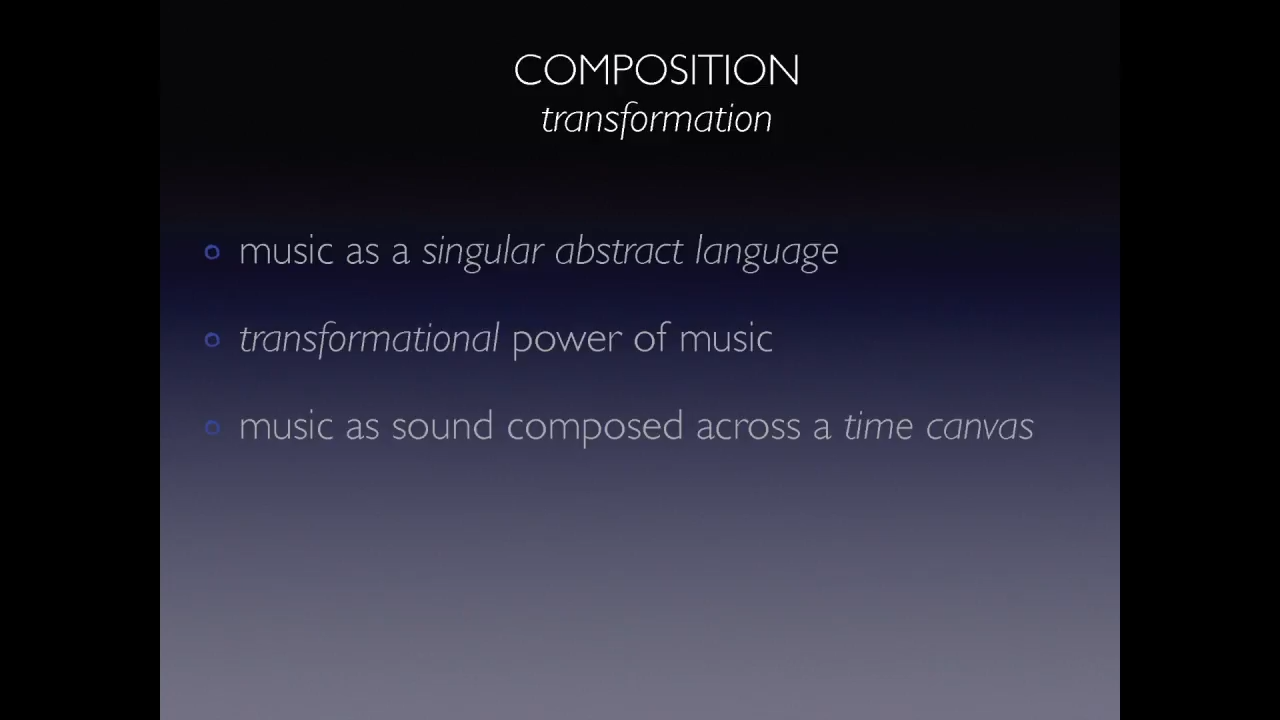 COMPOSITION
transformation
music as a singular abstract language
transformational power of music
music as sound composed across a time canvas